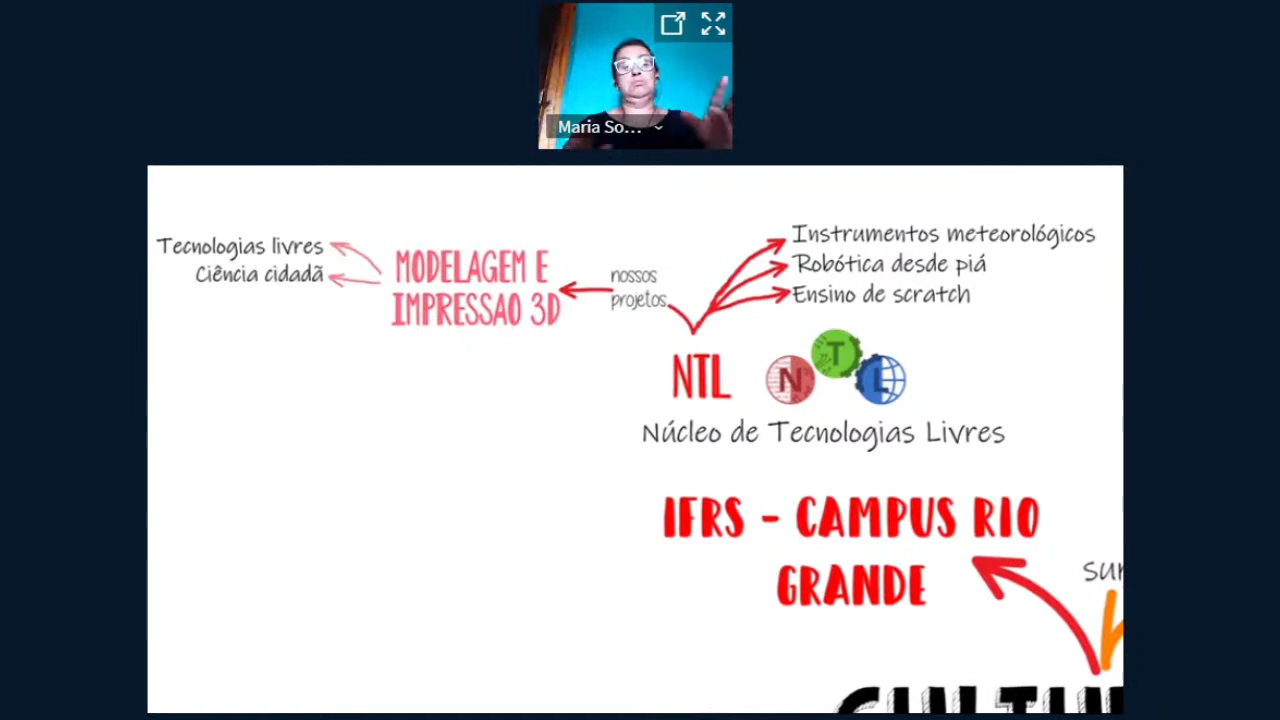 Maria So...
Tecnologias livres
Ciência cidadã
MODELAGEM E
IMPRESSAO 3D
nossos
projetos
Instrumentos meteorológicos
Robótica desde piá
Ensino de scratch
NTL
N T L
Núcleo de Tecnologias Livres
IFRS - CAMPUS RIO
GRANDE